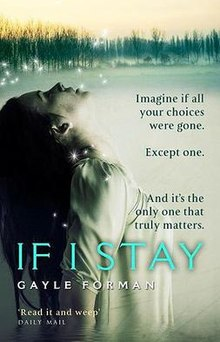 Imagine if all
your choices
were gone.
Except one.
And it's the
only one that
truly matters.
IF I STAY
GAYLE FORMAN
'Read it and weep'
DAILY MAIL